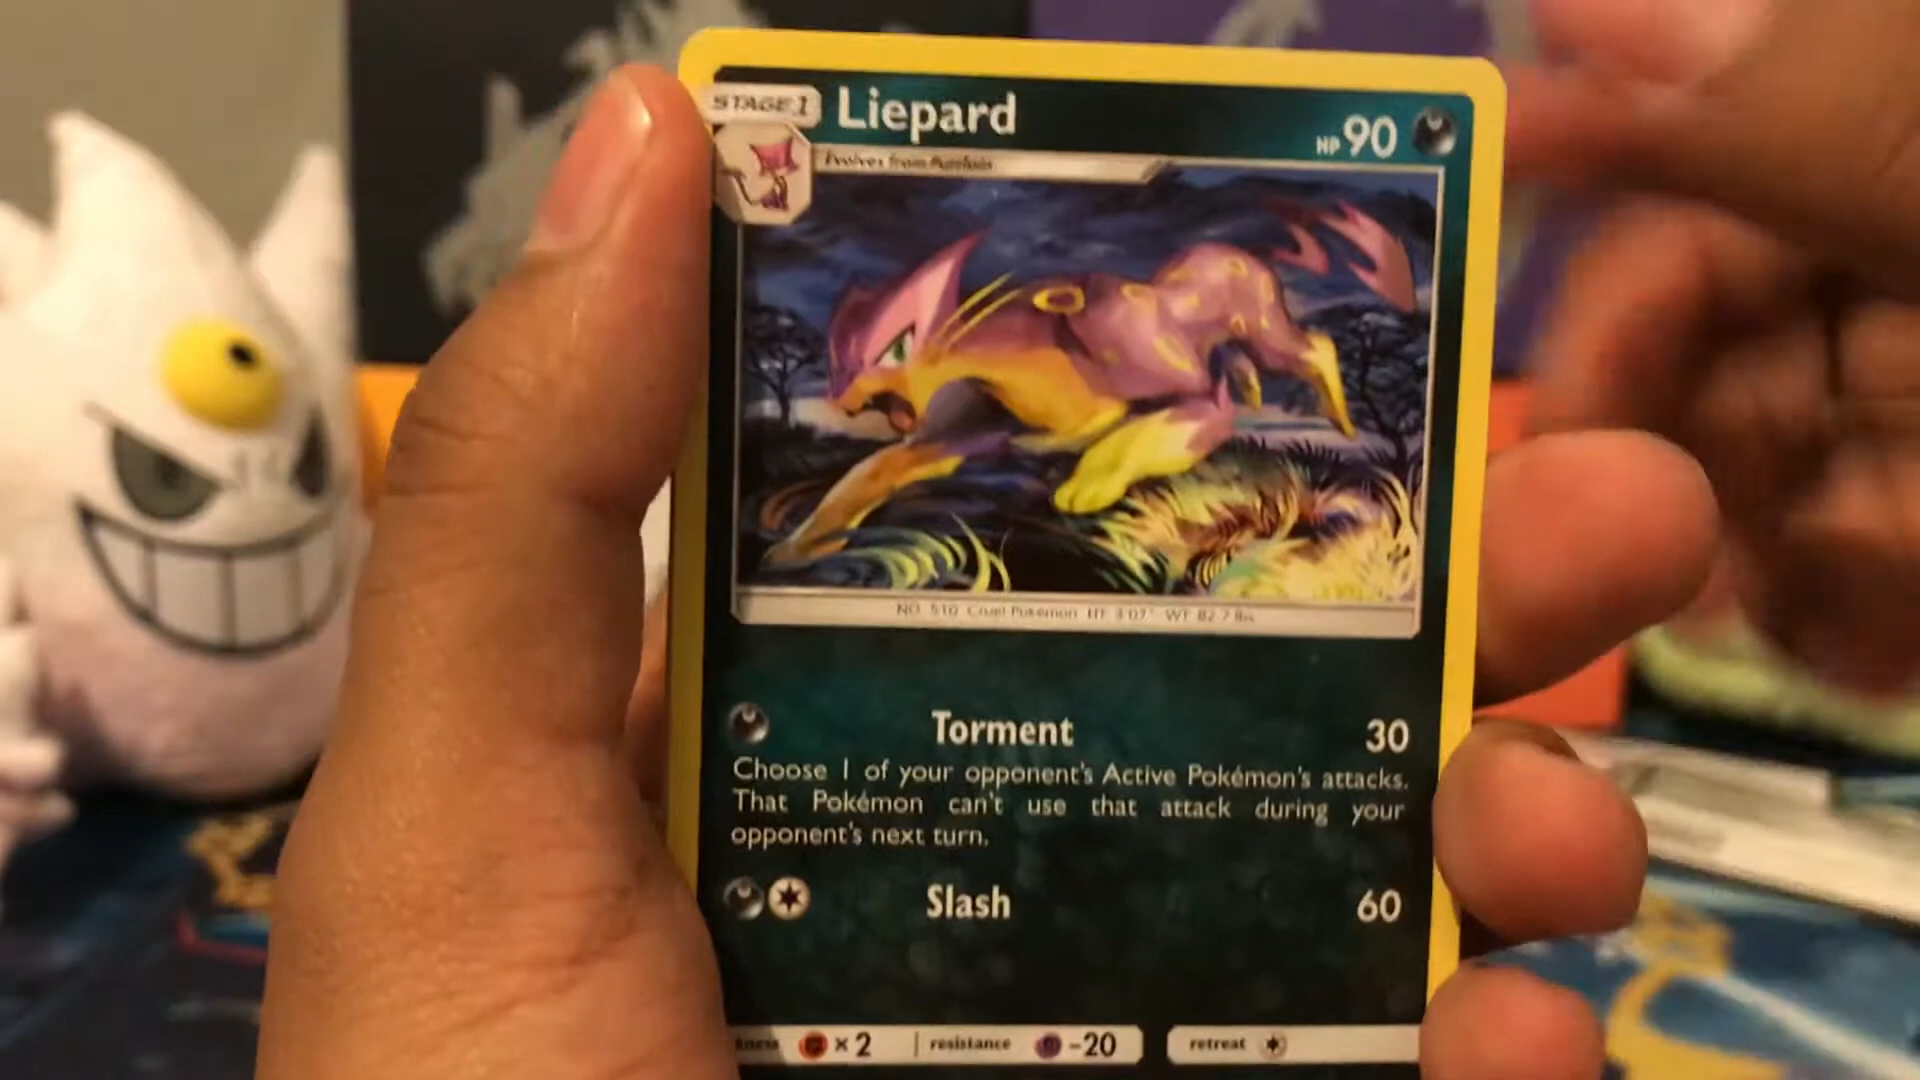 STAGE 1 Liepard HP 90
Evolves from Purrloin
NO. 510 Cruel Pokémon HT: 3'07" WT: 82.7 lbs.
Torment 30
Choose 1 of your opponent's Active Pokémon's attacks.
That Pokémon can't use that attack during your
opponent's next turn.
Slash 60
×2 resistance -20 retreat